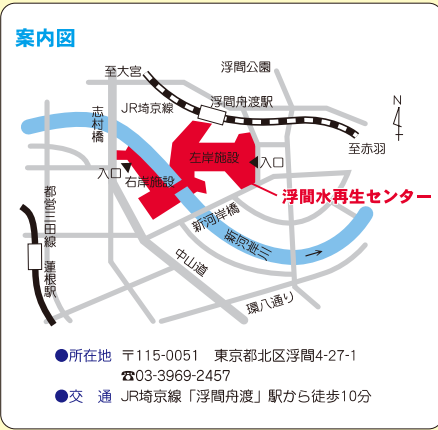 案内図
至大宮
浮間公園
N
JR埼京線
浮間舟渡駅
志村橋
至赤羽
左岸施設
入口
入口
右岸施設
浮間水再生センター
都営三田線 蓮根駅
新河岸橋
新河岸川
中山道
環八通り
●所在地 〒115-0051 東京都北区浮間4-27-1
☎03-3969-2457
●交 通 JR埼京線「浮間舟渡」駅から徒歩10分